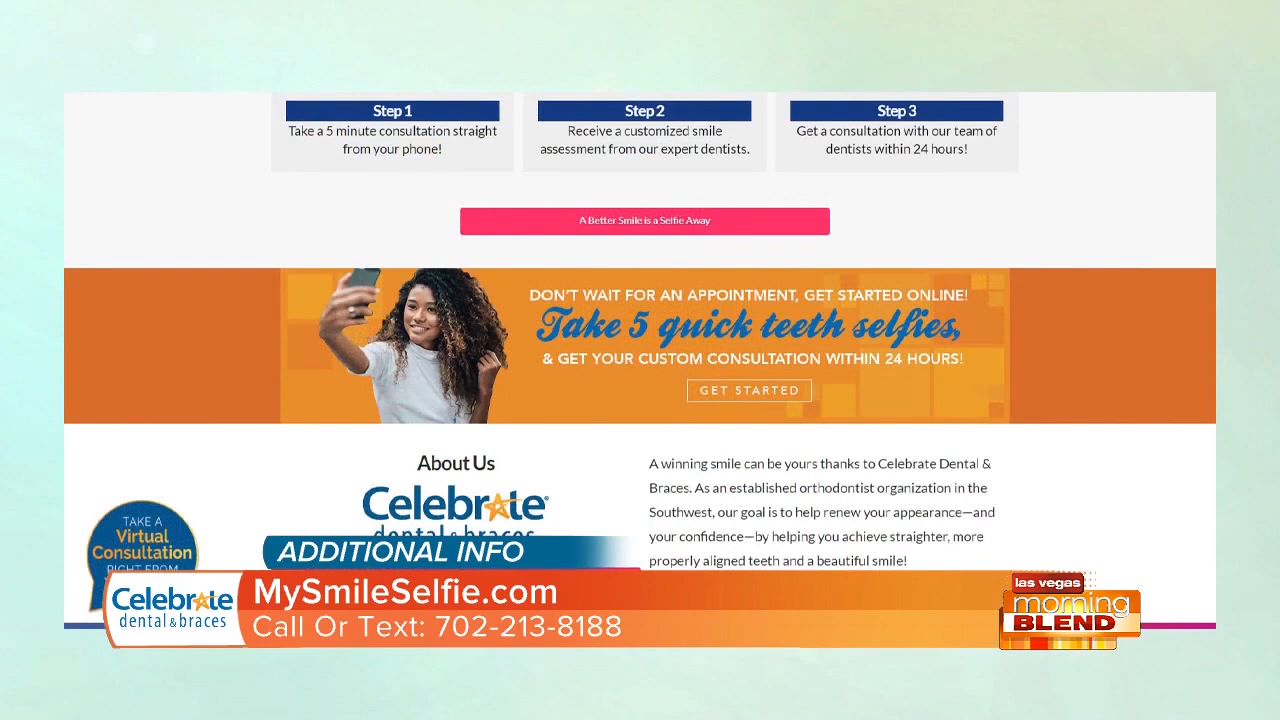 Step 1
Take a 5 minute consultation straight
from your phone!
Step 2
Receive a customized smile
assessment from our expert dentists.
Step 3
Get a consultation with our team of
dentists within 24 hours!
A Better Smile is a Selfie Away
DON'T WAIT FOR AN APPOINTMENT, GET STARTED ONLINE!
Take 5 quick teeth selfies,
& GET YOUR CUSTOM CONSULTATION WITHIN 24 HOURS!
GET STARTED
About Us
Celebrate
dental & braces
A winning smile can be yours thanks to Celebrate Dental &
Braces. As an established orthodontist organization in the
Southwest, our goal is to help renew your appearance—and
your confidence—by helping you achieve straighter, more
properly aligned teeth and a beautiful smile!
TAKE A
Virtual
Consultation
RIGHT FROM
ADDITIONAL INFO
Celebrate
dental & braces
MySmileSelfie.com
Call Or Text: 702-213-8188
las vegas
morning
BLEND